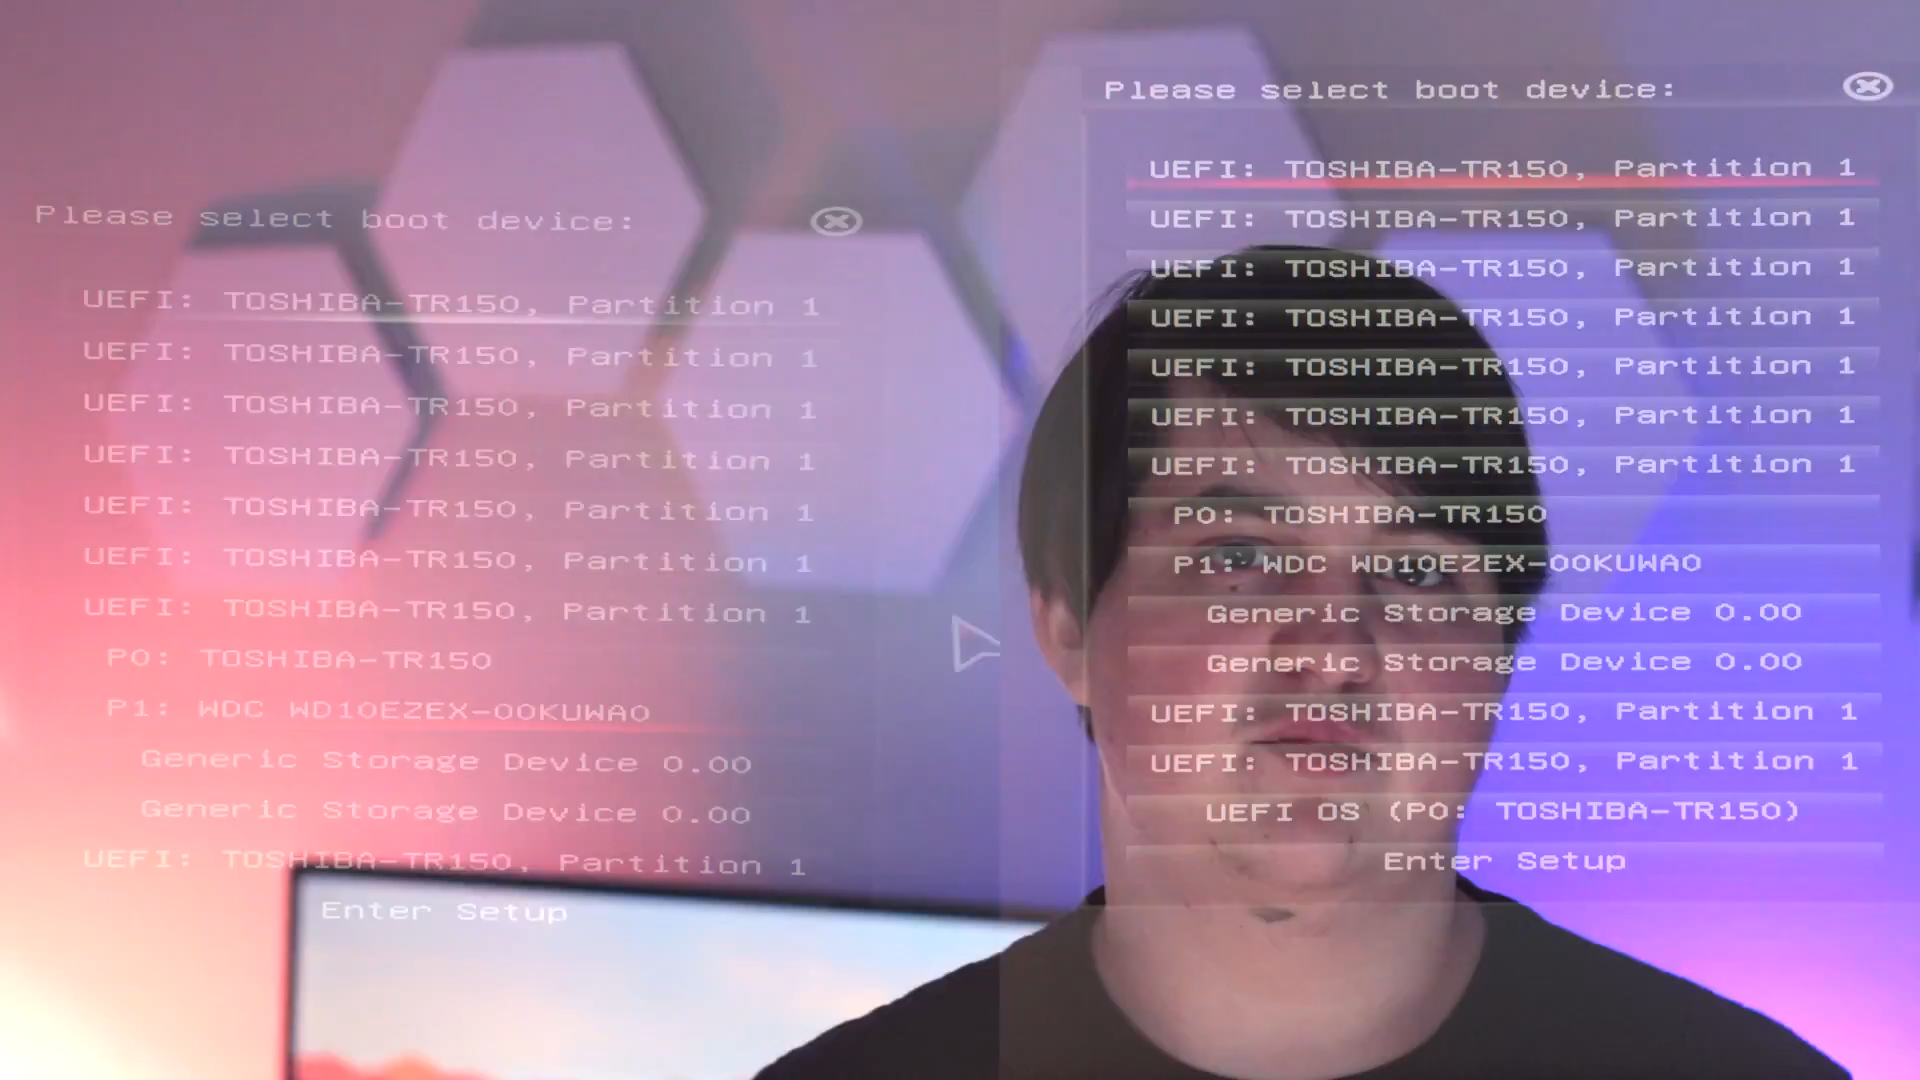 Please select boot device:
UEFI: TOSHIBA-TR150, Partition 1
UEFI: TOSHIBA-TR150, Partition 1
UEFI: TOSHIBA-TR150, Partition 1
UEFI: TOSHIBA-TR150, Partition 1
UEFI: TOSHIBA-TR150, Partition 1
UEFI: TOSHIBA-TR150, Partition 1
UEFI: TOSHIBA-TR150, Partition 1
P0: TOSHIBA-TR150
P1: WDC WD10EZEX-00KUWA0
Generic Storage Device 0.00
Generic Storage Device 0.00
UEFI: TOSHIBA-TR150, Partition 1
Enter Setup
Please select boot device:
UEFI: TOSHIBA-TR150, Partition 1
UEFI: TOSHIBA-TR150, Partition 1
UEFI: TOSHIBA-TR150, Partition 1
UEFI: TOSHIBA-TR150, Partition 1
UEFI: TOSHIBA-TR150, Partition 1
UEFI: TOSHIBA-TR150, Partition 1
UEFI: TOSHIBA-TR150, Partition 1
P0: TOSHIBA-TR150
P1: WDC WD10EZEX-00KUWA0
Generic Storage Device 0.00
Generic Storage Device 0.00
UEFI: TOSHIBA-TR150, Partition 1
UEFI: TOSHIBA-TR150, Partition 1
UEFI OS (P0: TOSHIBA-TR150)
Enter Setup